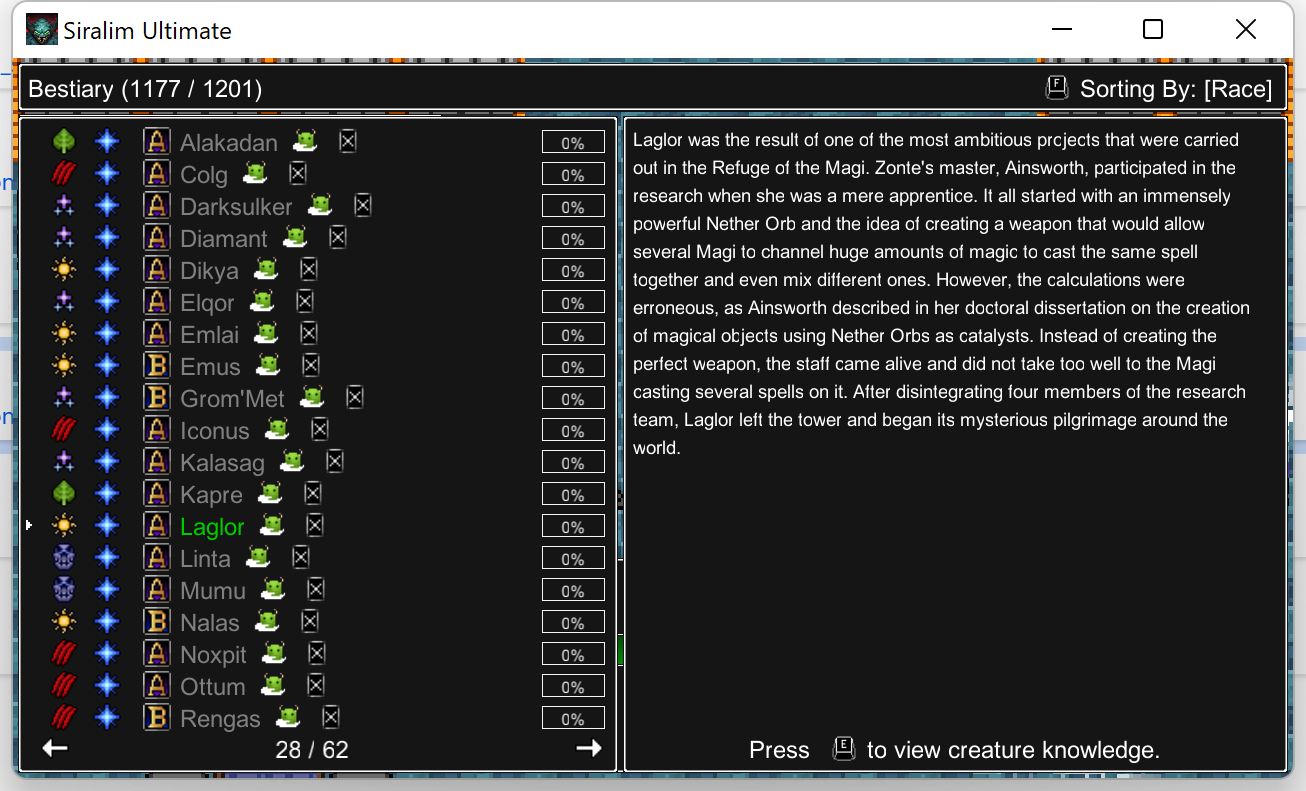 Siralim Ultimate
Bestiary (1177 / 1201)
F Sorting By: [Race]
A Alakadan 0%
A Colg 0%
A Darksulker 0%
A Diamant 0%
A Dikya 0%
A Elqor 0%
A Emlai 0%
B Emus 0%
B Grom'Met 0%
A Iconus 0%
A Kalasag 0%
A Kapre 0%
A Laglor 0%
A Linta 0%
A Mumu 0%
B Nalas 0%
A Noxpit 0%
A Ottum 0%
B Rengas 0%
28 / 62
Laglor was the result of one of the most ambitious projects that were carried
out in the Refuge of the Magi. Zonte's master, Ainsworth, participated in the
research when she was a mere apprentice. It all started with an immensely
powerful Nether Orb and the idea of creating a weapon that would allow
several Magi to channel huge amounts of magic to cast the same spell
together and even mix different ones. However, the calculations were
erroneous, as Ainsworth described in her doctoral dissertation on the creation
of magical objects using Nether Orbs as catalysts. Instead of creating the
perfect weapon, the staff came alive and did not take too well to the Magi
casting several spells on it. After disintegrating four members of the research
team, Laglor left the tower and began its mysterious pilgrimage around the
world.
Press E to view creature knowledge.